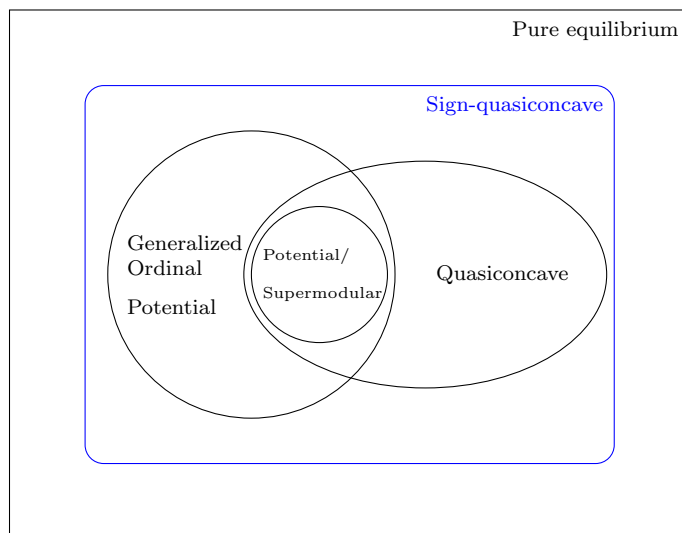 Pure equilibrium
Sign-quasiconcave
Generalized
Ordinal
Potential
Potential/
Supermodular
Quasiconcave